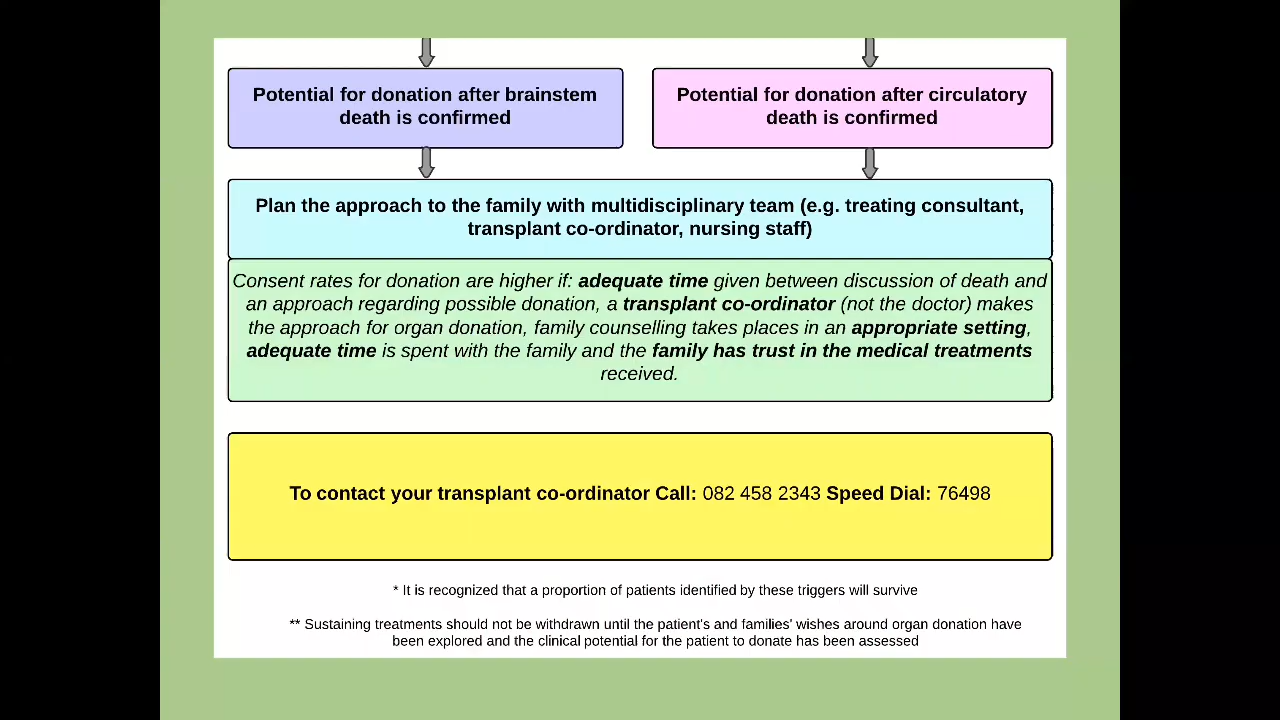 Potential for donation after brainstem
death is confirmed
Potential for donation after circulatory
death is confirmed
Plan the approach to the family with multidisciplinary team (e.g. treating consultant,
transplant co-ordinator, nursing staff)
Consent rates for donation are higher if: adequate time given between discussion of death and
an approach regarding possible donation, a transplant co-ordinator (not the doctor) makes
the approach for organ donation, family counselling takes places in an appropriate setting,
adequate time is spent with the family and the family has trust in the medical treatments
received.
To contact your transplant co-ordinator Call: 082 458 2343 Speed Dial: 76498
* It is recognized that a proportion of patients identified by these triggers will survive
** Sustaining treatments should not be withdrawn until the patient's and families' wishes around organ donation have
been explored and the clinical potential for the patient to donate has been assessed